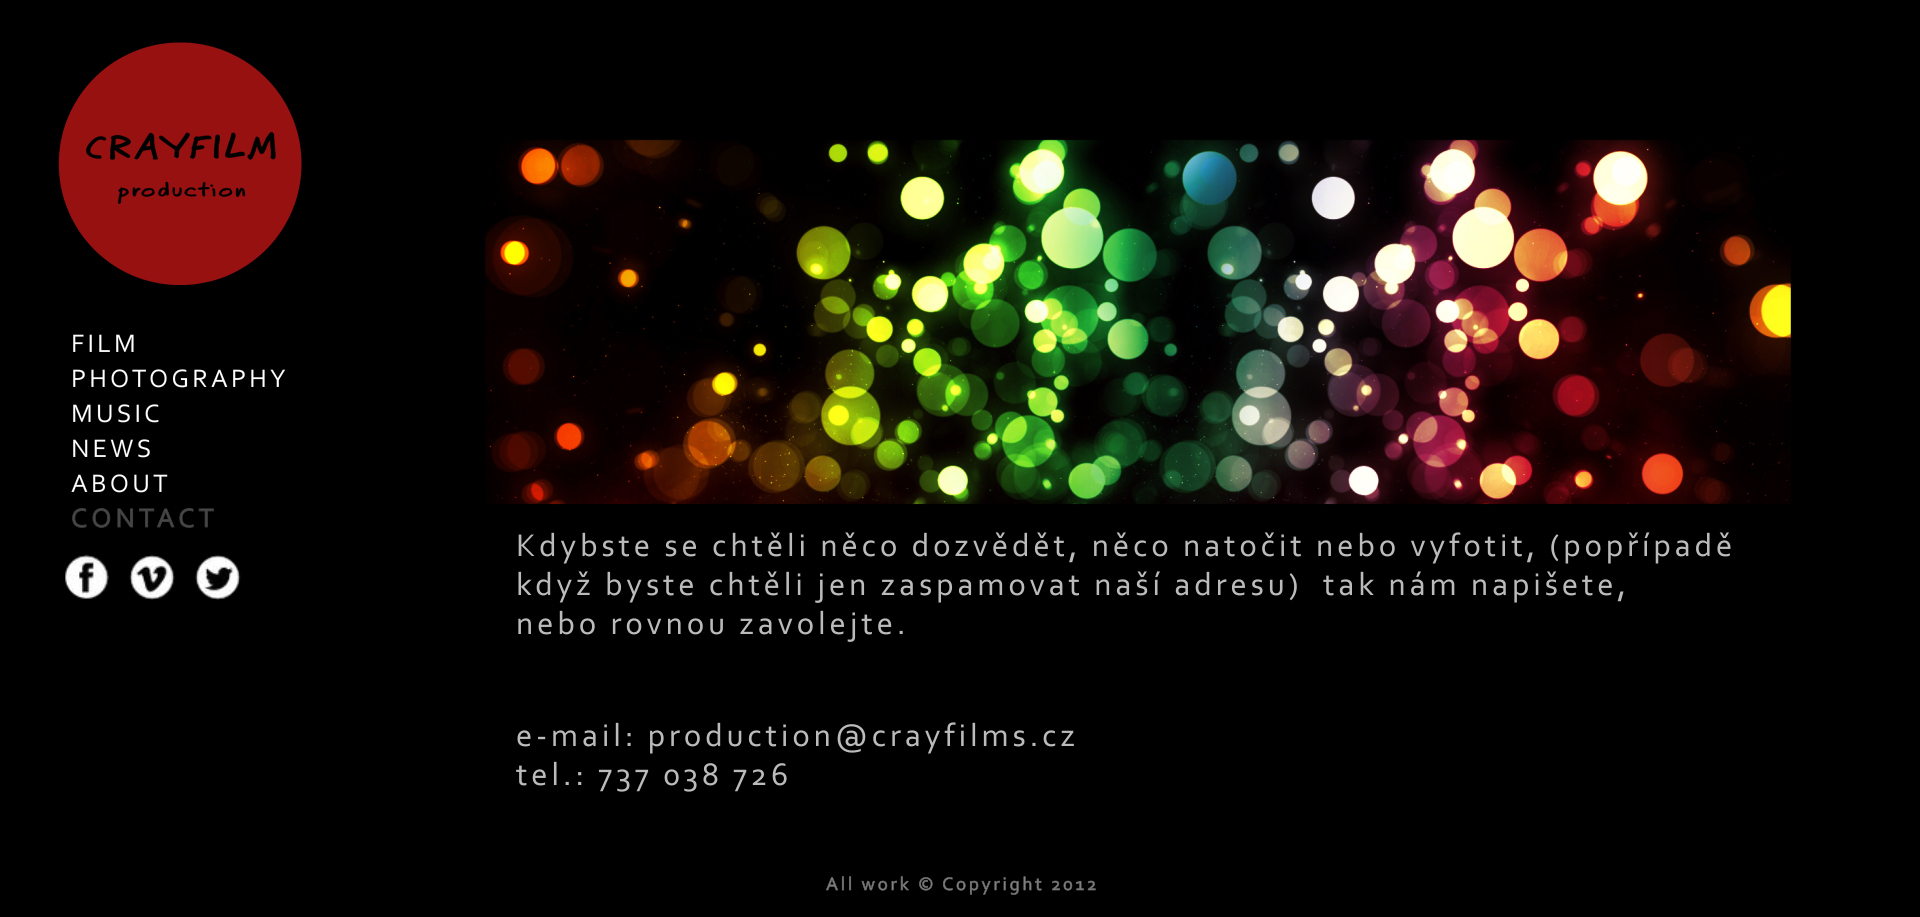 CRAYFILM
production
FILM
PHOTOGRAPHY
MUSIC
NEWS
ABOUT
CONTACT
Kdybste se chtěli něco dozvědět, něco natočit nebo vyfotit, (popřípadě
když byste chtěli jen zaspamovat naší adresu)  tak nám napišete,
nebo rovnou zavolejte.
e-mail: production@crayfilms.cz
tel.: 737 038 726
All work © Copyright 2012